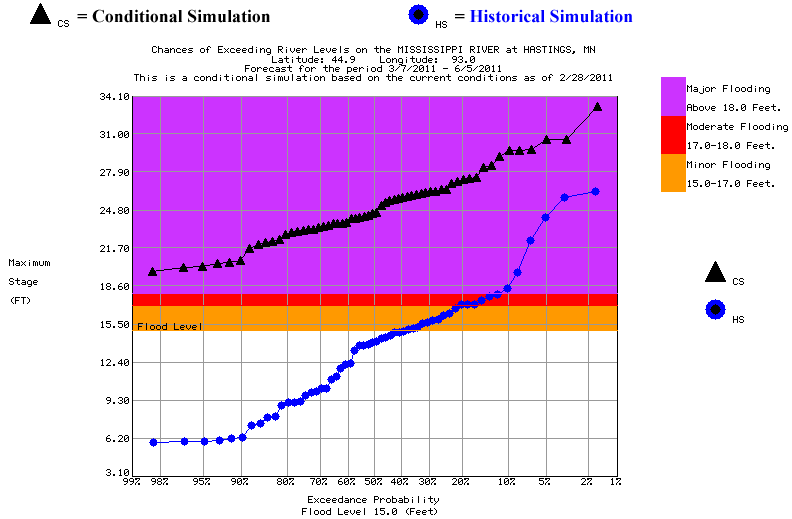 CS = Conditional Simulation
HS = Historical Simulation
Chances of Exceeding River Levels on the MISSISSIPPI RIVER at HASTINGS, MN
Latitude: 44.9 Longitude: 93.0
Forecast for the period 3/7/2011 - 6/5/2011
This is a conditional simulation based on the current conditions as of 2/28/2011
34.10
31.00
27.90
24.80
21.70
18.60
15.50
12.40
9.30
6.20
3.10
Maximum
Stage
(FT)
Flood Level
Major Flooding
Above 18.0 Feet.
Moderate Flooding
17.0-18.0 Feet.
Minor Flooding
15.0-17.0 Feet.
CS
HS
99% 98% 95% 90% 80% 70% 60% 50% 40% 30% 20% 10% 5% 2% 1%
Exceedance Probability
Flood Level 15.0 (Feet)